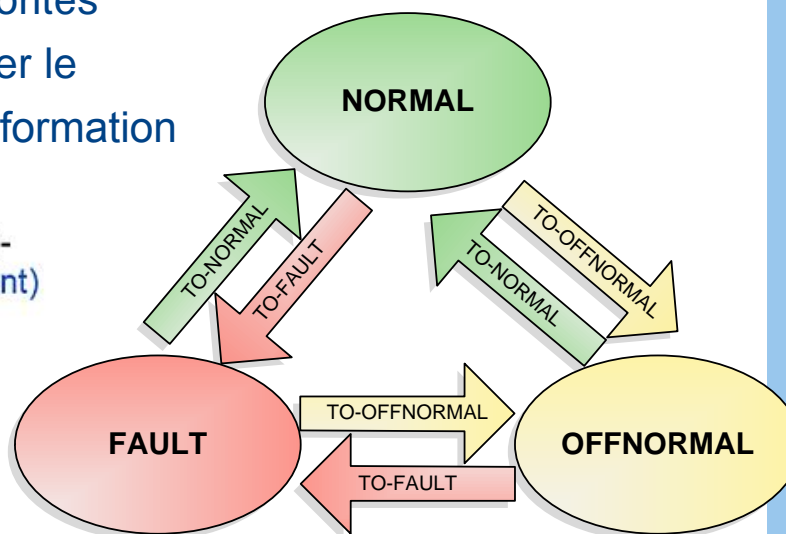 er le
formation
nt)
NORMAL
TO-NORMAL
TO-FAULT
TO-OFFNORMAL
TO-NORMAL
FAULT
TO-OFFNORMAL
TO-FAULT
OFFNORMAL